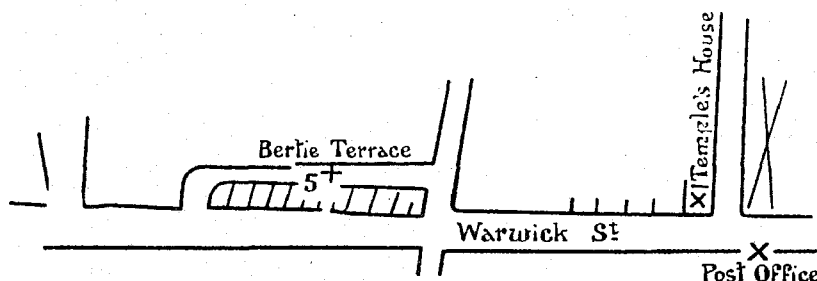 Temple's House
Bertie Terrace
5
Warwick St
Post Office